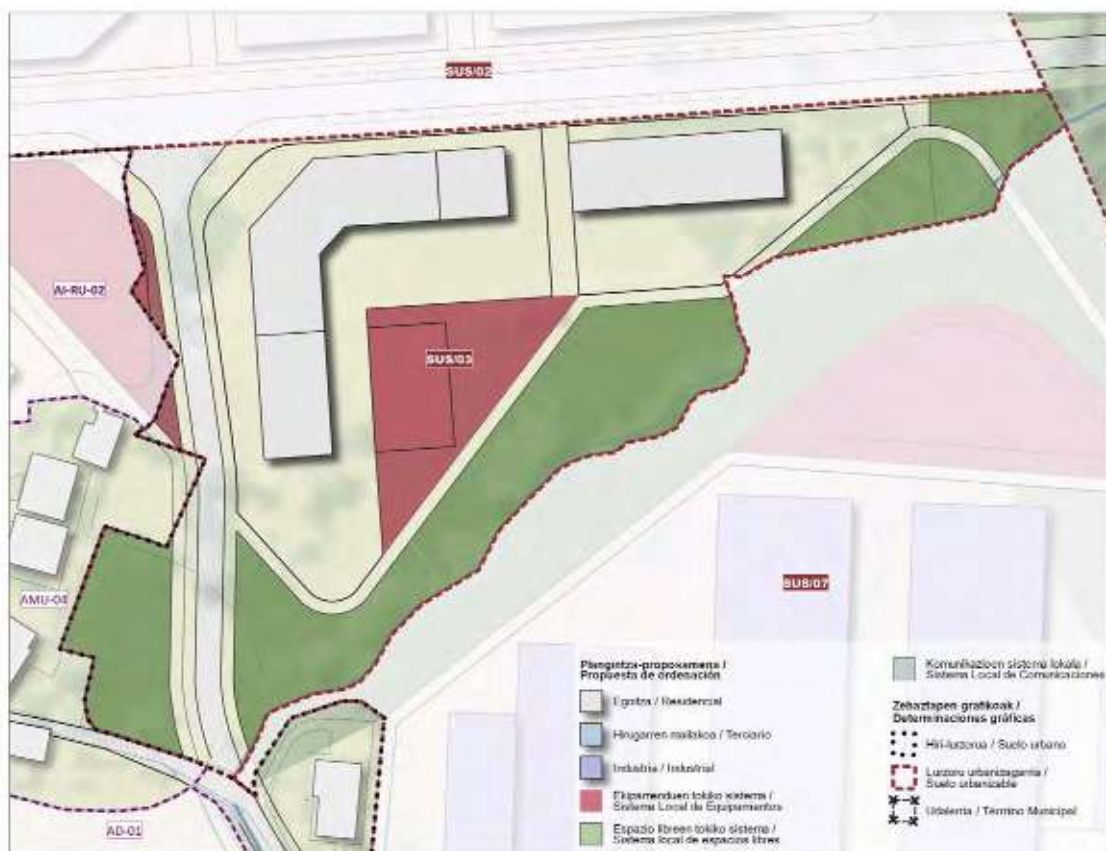 SUS/02
AI-RU-02
SUS/03
AMU-04
SUS/07
AD-01
Plangintza-proposamena /
Propuesta de ordenación
Egoitza / Residencial
Hirugarren mailakoa / Terciario
Industria / Industrial
Ekipamenduen tokiko sistema /
Sistema Local de Equipamientos
Espazio libreen tokiko sistema /
Sistema local de espacios libres
Komunikazioen sistema lokala /
Sistema Local de Comunicaciones
Zehaztapen grafikoak /
Determinaciones gráficas
Hiri-lurzorua / Suelo urbano
Lurzoru urbanizagarria /
Suelo urbanizable
Udalerria / Término Municipal